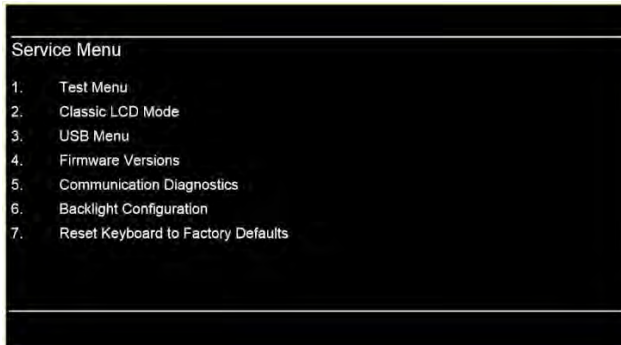 Service Menu
1. Test Menu
2. Classic LCD Mode
3. USB Menu
4. Firmware Versions
5. Communication Diagnostics
6. Backlight Configuration
7. Reset Keyboard to Factory Defaults